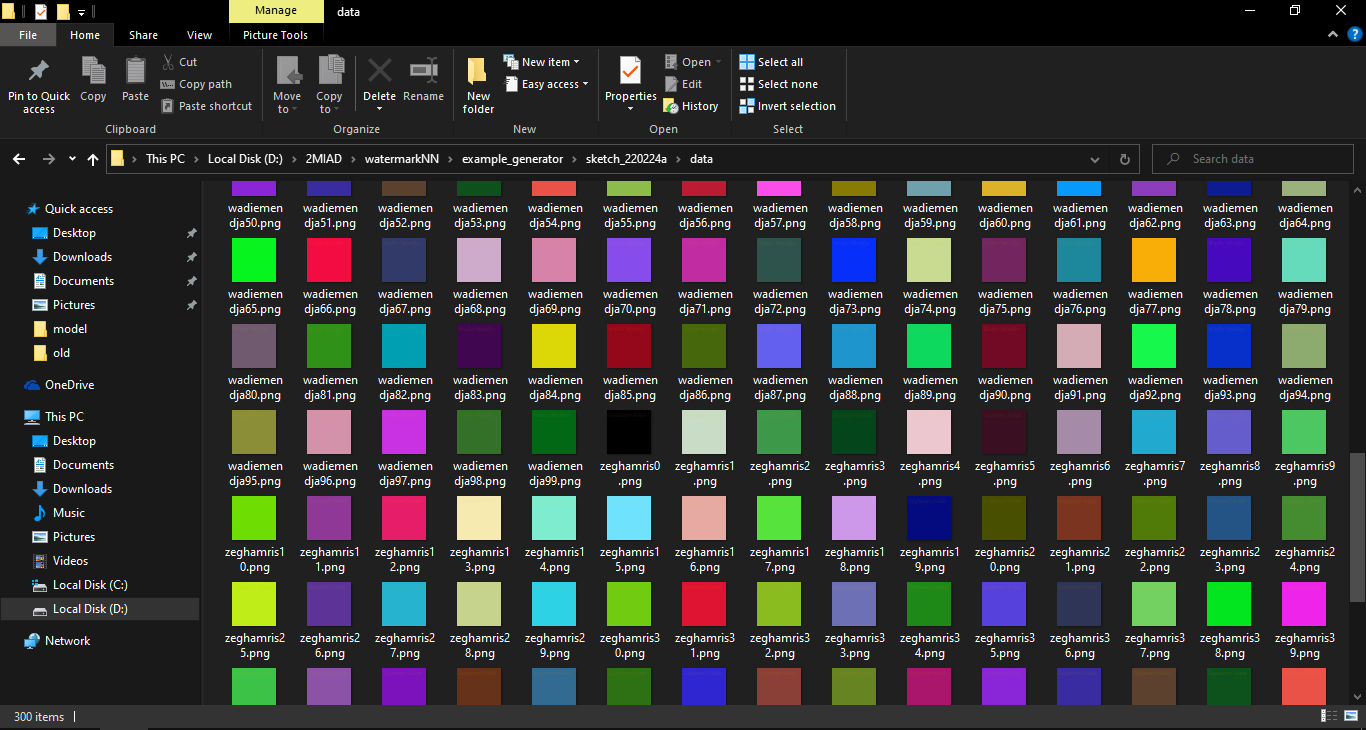 Manage
data
File
Home
Share
View
Picture Tools
Pin to Quick
access
Copy
Paste
Cut
Copy path
Paste shortcut
Clipboard
Move
to
Copy
to
Delete
Rename
Organize
New
folder
New item
Easy access
New
Properties
Open
Edit
History
Open
Select all
Select none
Invert selection
Select
This PC
Local Disk (D:)
2MIAD
watermarkNN
example_generator
sketch_220224a
data
Search data
Quick access
Desktop
Downloads
Documents
Pictures
model
old
OneDrive
This PC
Desktop
Documents
Downloads
Music
Pictures
Videos
Local Disk (C:)
Local Disk (D:)
Network
wadiemen wadiemen wadiemen wadiemen wadiemen wadiemen wadiemen wadiemen wadiemen wadiemen wadiemen wadiemen wadiemen wadiemen wadiemen
dja50.png dja51.png dja52.png dja53.png dja54.png dja55.png dja56.png dja57.png dja58.png dja59.png dja60.png dja61.png dja62.png dja63.png dja64.png
wadiemen wadiemen wadiemen wadiemen wadiemen wadiemen wadiemen wadiemen wadiemen wadiemen wadiemen wadiemen wadiemen wadiemen wadiemen
dja65.png dja66.png dja67.png dja68.png dja69.png dja70.png dja71.png dja72.png dja73.png dja74.png dja75.png dja76.png dja77.png dja78.png dja79.png
wadiemen wadiemen wadiemen wadiemen wadiemen wadiemen wadiemen wadiemen wadiemen wadiemen wadiemen wadiemen wadiemen wadiemen wadiemen
dja80.png dja81.png dja82.png dja83.png dja84.png dja85.png dja86.png dja87.png dja88.png dja89.png dja90.png dja91.png dja92.png dja93.png dja94.png
wadiemen wadiemen wadiemen wadiemen wadiemen zeghamris0 zeghamris1 zeghamris2 zeghamris3 zeghamris4 zeghamris5 zeghamris6 zeghamris7 zeghamris8 zeghamris9
dja95.png dja96.png dja97.png dja98.png dja99.png .png .png .png .png .png .png .png .png .png .png
zeghamris1 zeghamris1 zeghamris1 zeghamris1 zeghamris1 zeghamris1 zeghamris1 zeghamris1 zeghamris1 zeghamris1 zeghamris2 zeghamris2 zeghamris2 zeghamris2 zeghamris2
0.png 1.png 2.png 3.png 4.png 5.png 6.png 7.png 8.png 9.png 0.png 1.png 2.png 3.png 4.png
zeghamris2 zeghamris2 zeghamris2 zeghamris2 zeghamris2 zeghamris3 zeghamris3 zeghamris3 zeghamris3 zeghamris3 zeghamris3 zeghamris3 zeghamris3 zeghamris3 zeghamris3
5.png 6.png 7.png 8.png 9.png 0.png 1.png 2.png 3.png 4.png 5.png 6.png 7.png 8.png 9.png
300 items